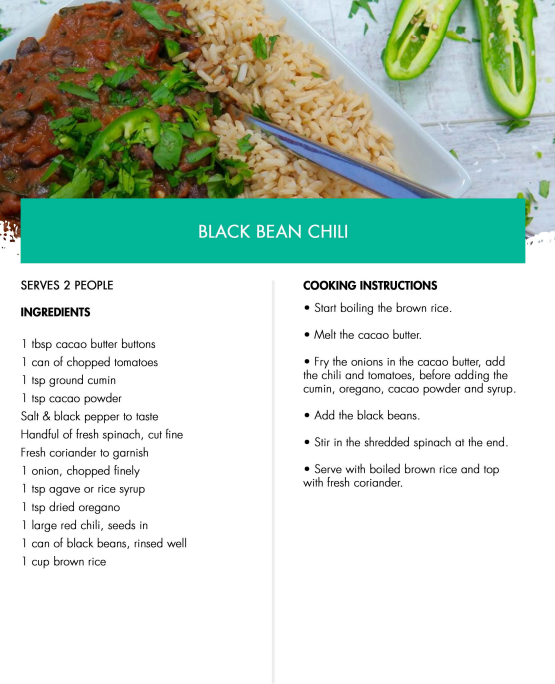 BLACK BEAN CHILI
SERVES 2 PEOPLE
INGREDIENTS
1 tbsp cacao butter buttons
1 can of chopped tomatoes
1 tsp ground cumin
1 tsp cacao powder
Salt & black pepper to taste
Handful of fresh spinach, cut fine
Fresh coriander to garnish
1 onion, chopped finely
1 tsp agave or rice syrup
1 tsp dried oregano
1 large red chili, seeds in
1 can of black beans, rinsed well
1 cup brown rice
COOKING INSTRUCTIONS
• Start boiling the brown rice.
• Melt the cacao butter.
• Fry the onions in the cacao butter, add
the chili and tomatoes, before adding the
cumin, oregano, cacao powder and syrup.
• Add the black beans.
• Stir in the shredded spinach at the end.
• Serve with boiled brown rice and top
with fresh coriander.